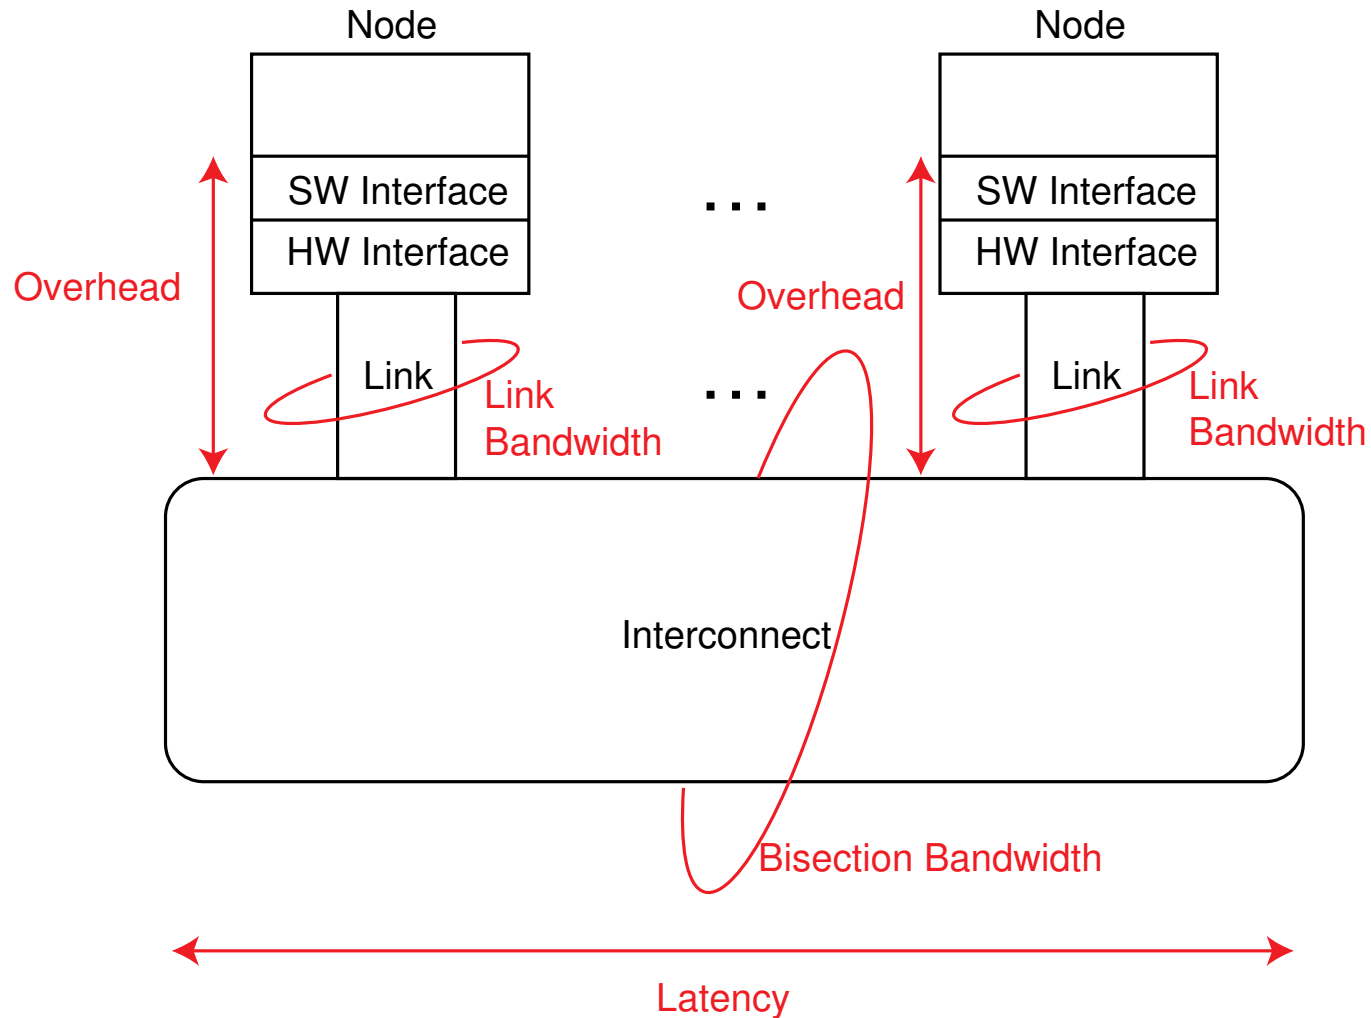 Node
Node
SW Interface
HW Interface
Overhead
Link
Link
Bandwidth
...
...
SW Interface
HW Interface
Overhead
Link
Link
Bandwidth
Interconnect
Bisection Bandwidth
Latency